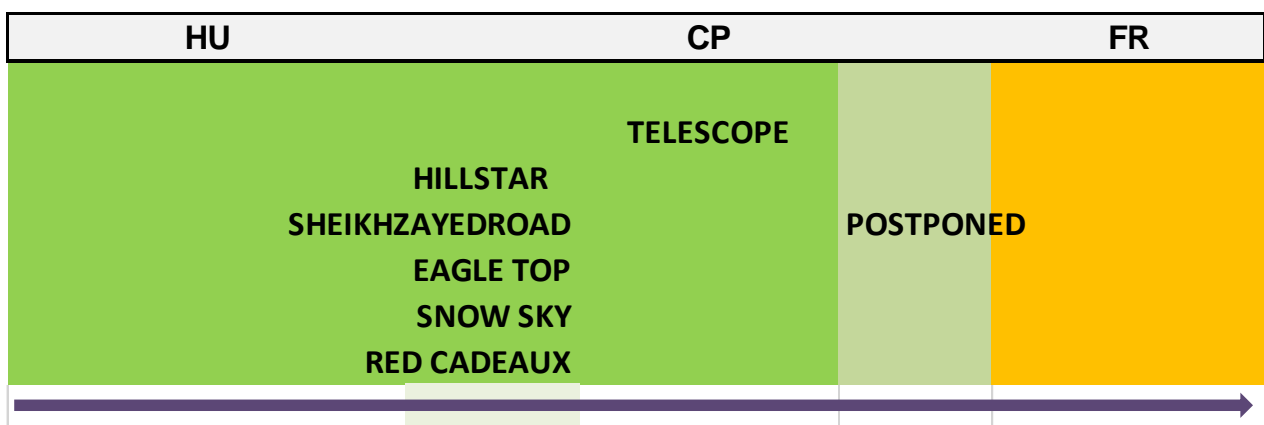 HU CP FR
TELESCOPE
HILLSTAR
SHEIKHZAYEDROAD POSTPONED
EAGLE TOP
SNOW SKY
RED CADEAUX